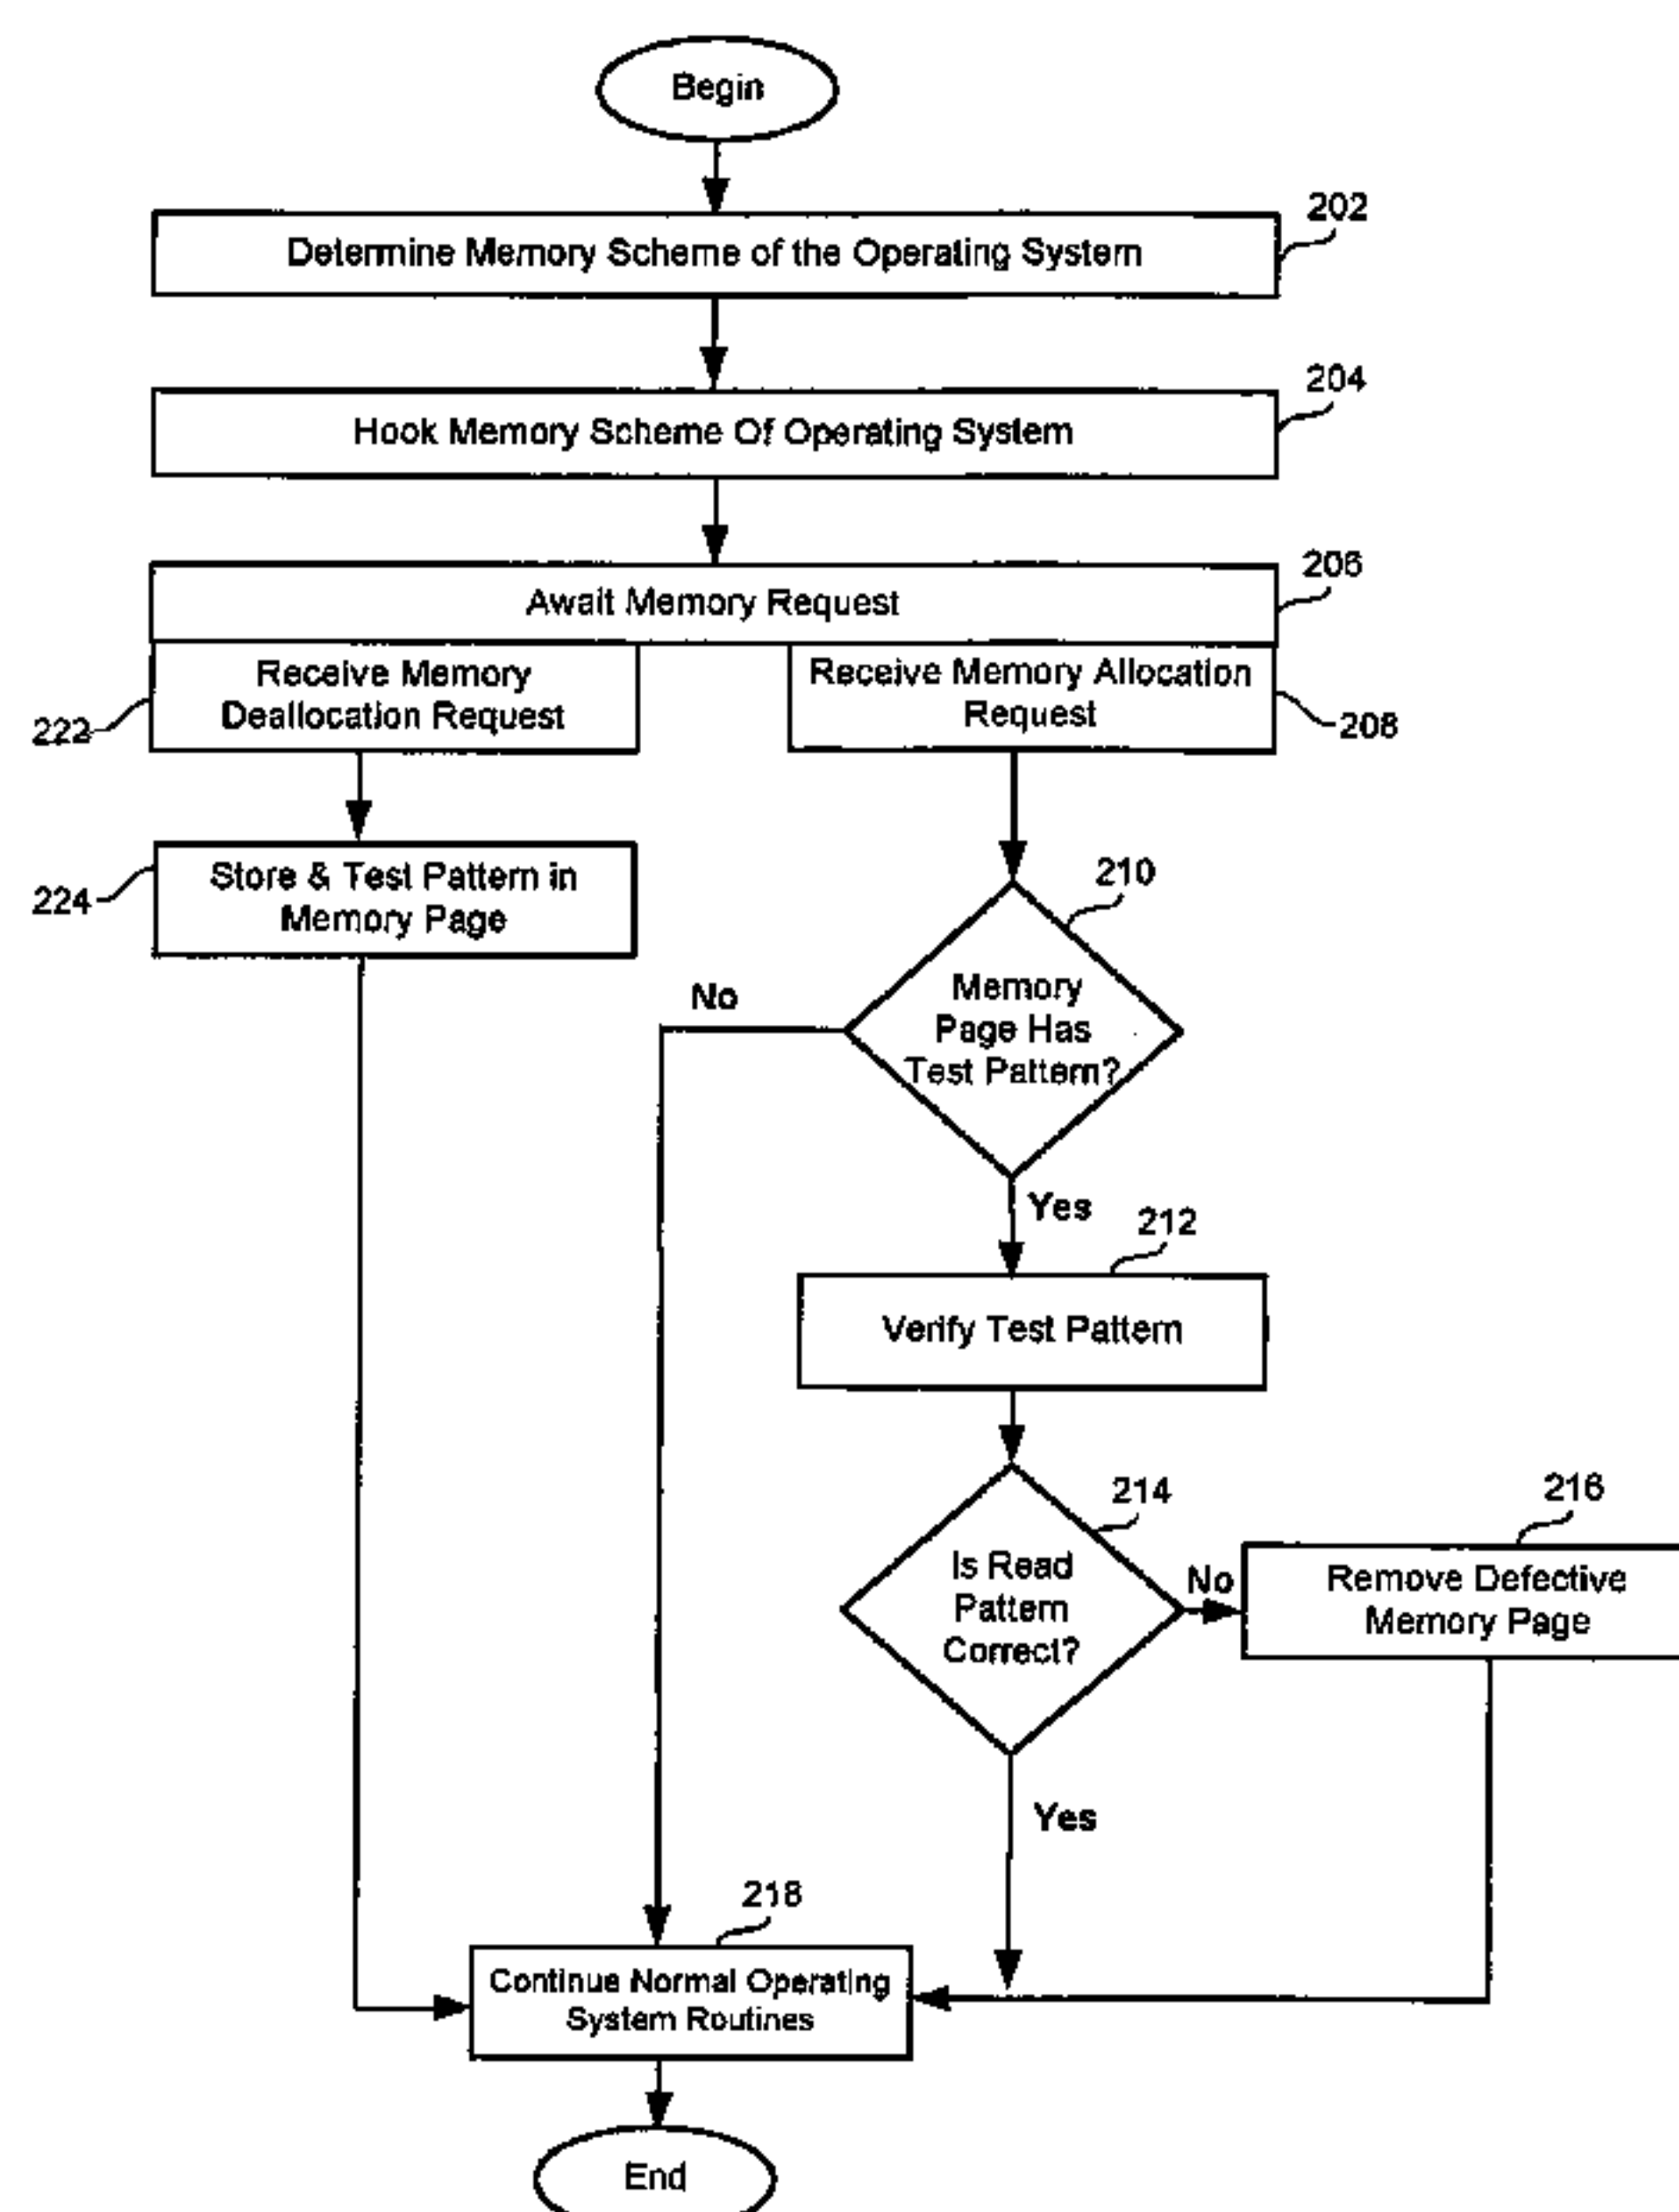 Begin
202
Determine Memory Scheme of the Operating System
204
Hook Memory Scheme Of Operating System
206
Await Memory Request
Receive Memory
Deallocation Request
222
Receive Memory Allocation
Request
208
224
Store & Test Pattern in
Memory Page
210
Memory
Page Has
Test Pattern?
No
Yes
212
Verify Test Pattern
214
Is Read
Pattern
Correct?
No
216
Remove Defective
Memory Page
Yes
218
Continue Normal Operating
System Routines
End